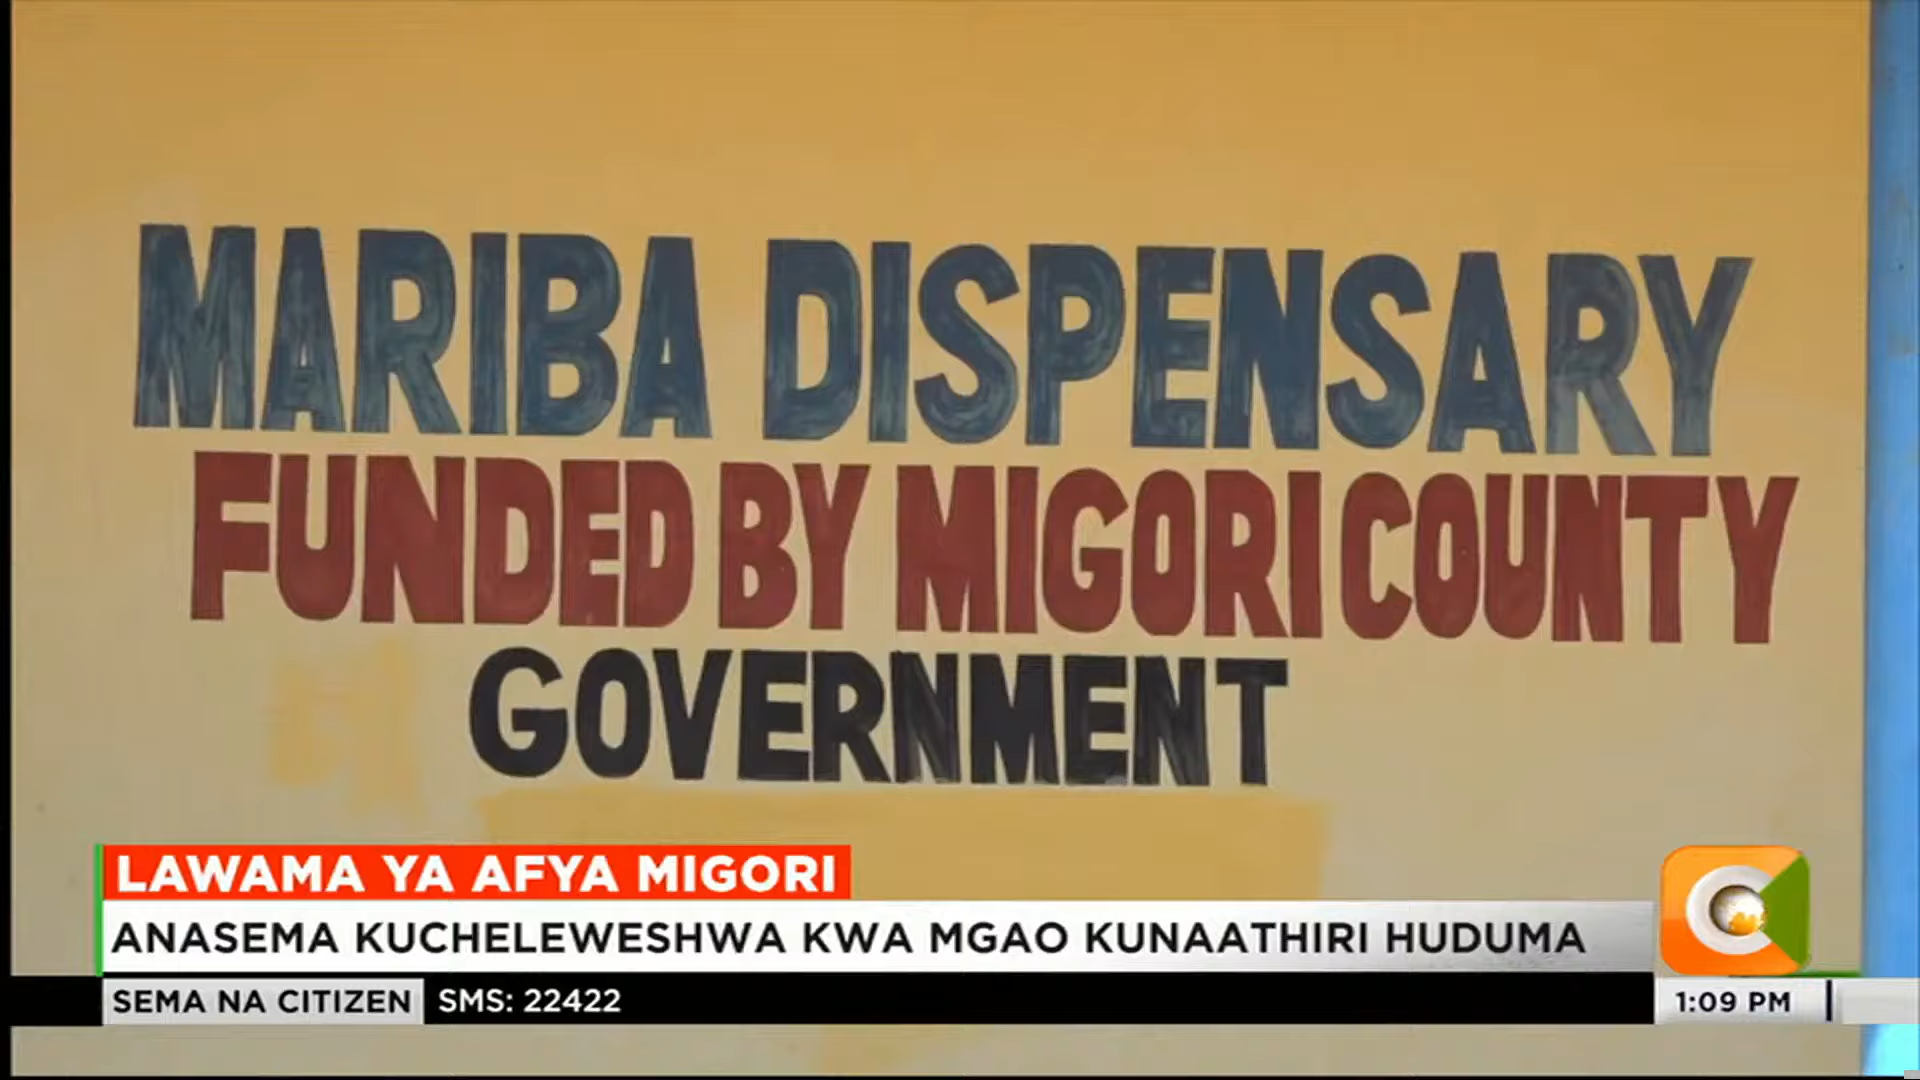 MARIBA DISPENSARY
FUNDED BY MIGORI COUNTY
GOVERNMENT
LAWAMA YA AFYA MIGORI
ANASEMA KUCHELEWESHWA KWA MGAO KUNAATHIRI HUDUMA
SEMA NA CITIZEN SMS: 22422
1:09 PM